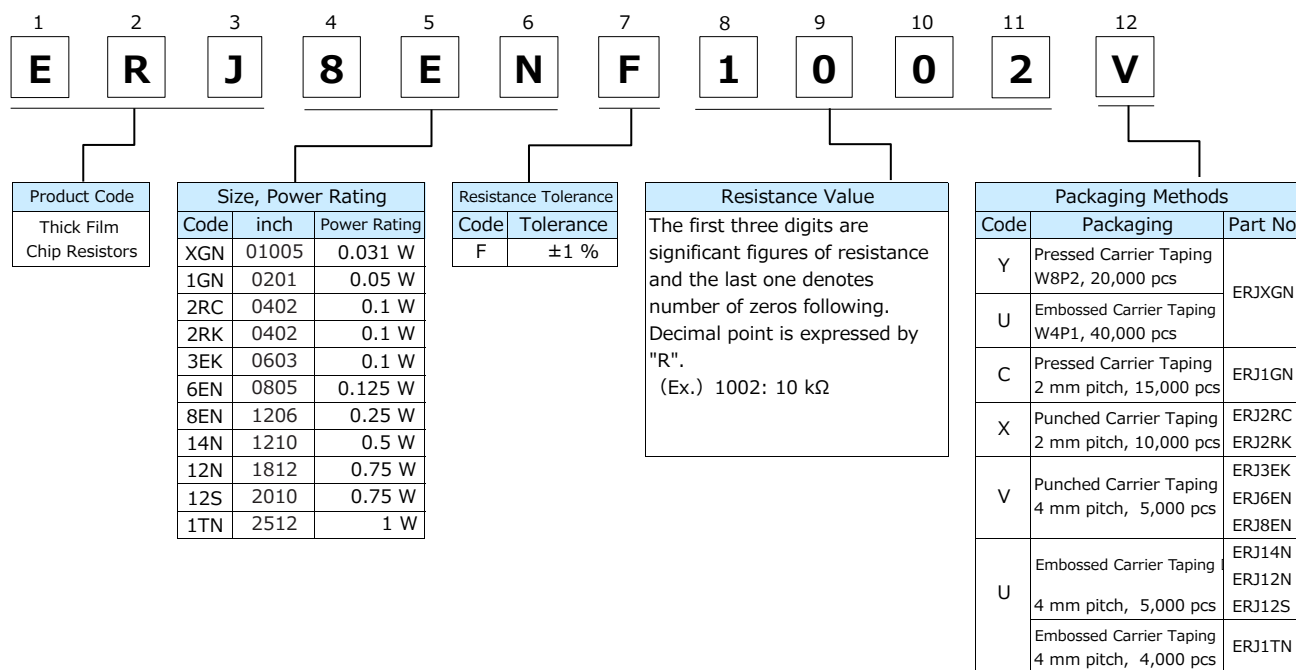 1 2 3 4 5 6 7 8 9 10 11 12
E R J 8 E N F 1 0 0 2 V
Product Code
Thick Film
Chip Resistors
Size, Power Rating
Code inch Power Rating
XGN 01005 0.031 W
1GN 0201 0.05 W
2RC 0402 0.1 W
2RK 0402 0.1 W
3EK 0603 0.1 W
6EN 0805 0.125 W
8EN 1206 0.25 W
14N 1210 0.5 W
12N 1812 0.75 W
12S 2010 0.75 W
1TN 2512 1 W
Resistance Tolerance
Code Tolerance
F ±1 %
Resistance Value
The first three digits are
significant figures of resistance
and the last one denotes
number of zeros following.
Decimal point is expressed by
"R".
（Ex.）1002: 10 kΩ
Packaging Methods
Code Packaging Part No
Y
Pressed Carrier Taping
W8P2, 20,000 pcs
ERJXGN
U
Embossed Carrier Taping
W4P1, 40,000 pcs
C
Pressed Carrier Taping
2 mm pitch, 15,000 pcs
ERJ1GN
X
Punched Carrier Taping
2 mm pitch, 10,000 pcs
ERJ2RC
ERJ2RK
V
Punched Carrier Taping
4 mm pitch, 5,000 pcs
ERJ3EK
ERJ6EN
ERJ8EN
U
Embossed Carrier Taping
4 mm pitch, 5,000 pcs
ERJ14N
ERJ12N
ERJ12S
Embossed Carrier Taping
4 mm pitch, 4,000 pcs
ERJ1TN